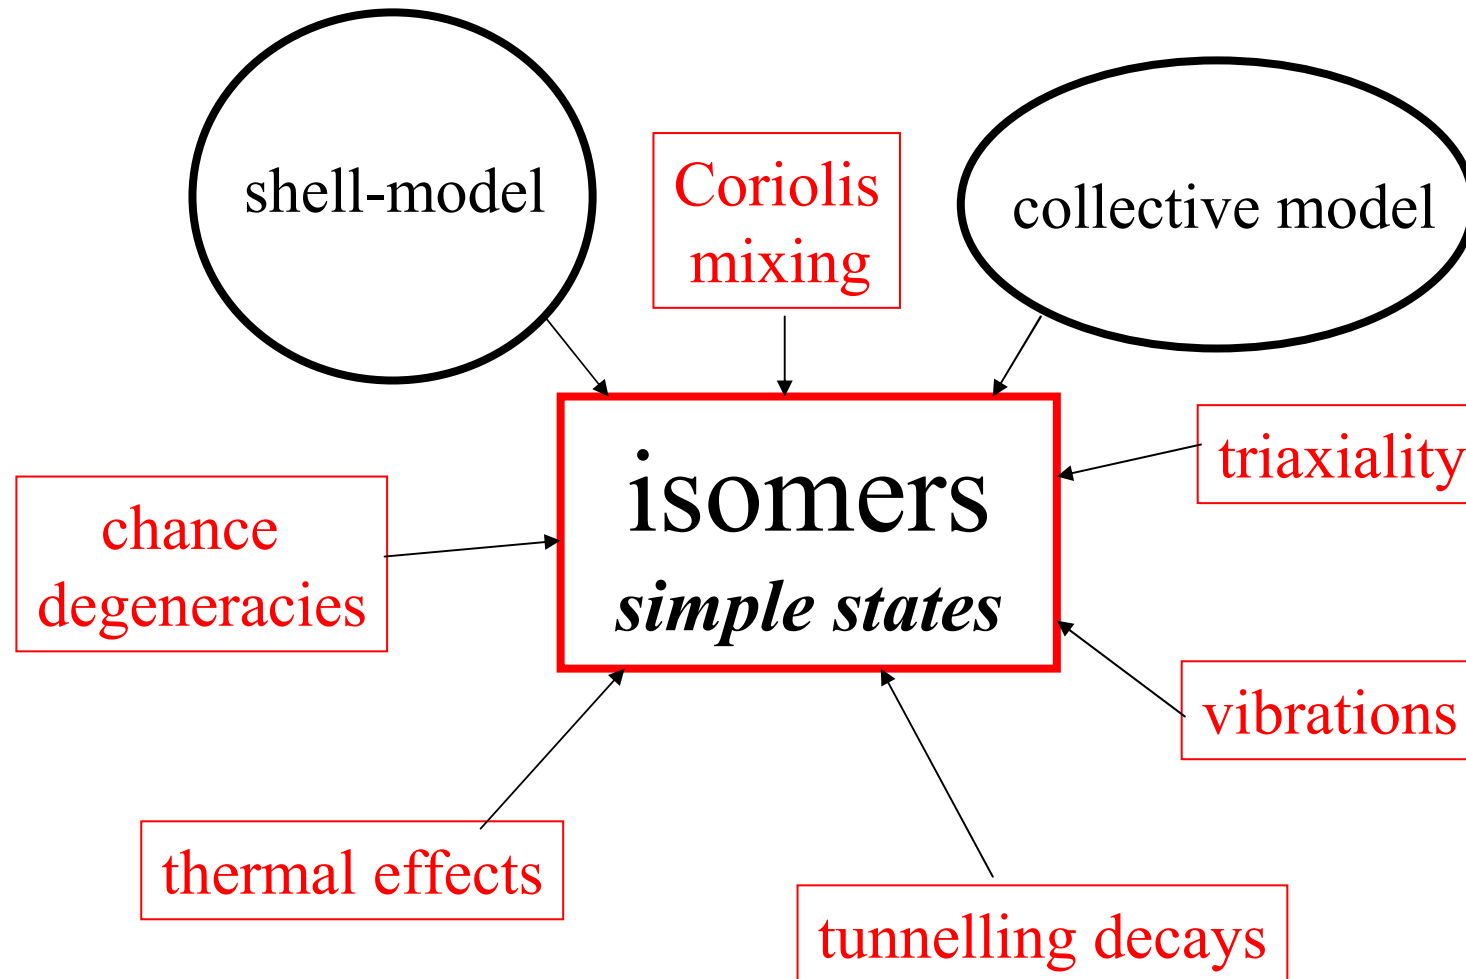 shell-model
Coriolis
mixing
collective model
isomers
simple states
triaxiality
chance
degeneracies
vibrations
thermal effects
tunnelling decays